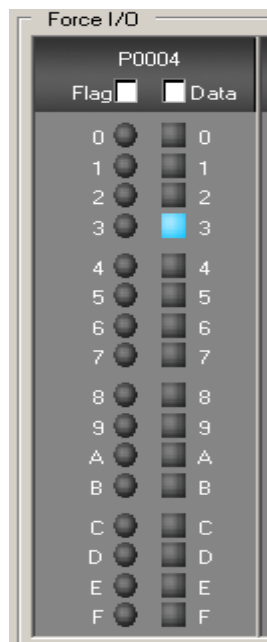 Force I/O
P0004
Flag Data
0 0
1 1
2 2
3 3
4 4
5 5
6 6
7 7
8 8
9 9
A A
B B
C C
D D
E E
F F